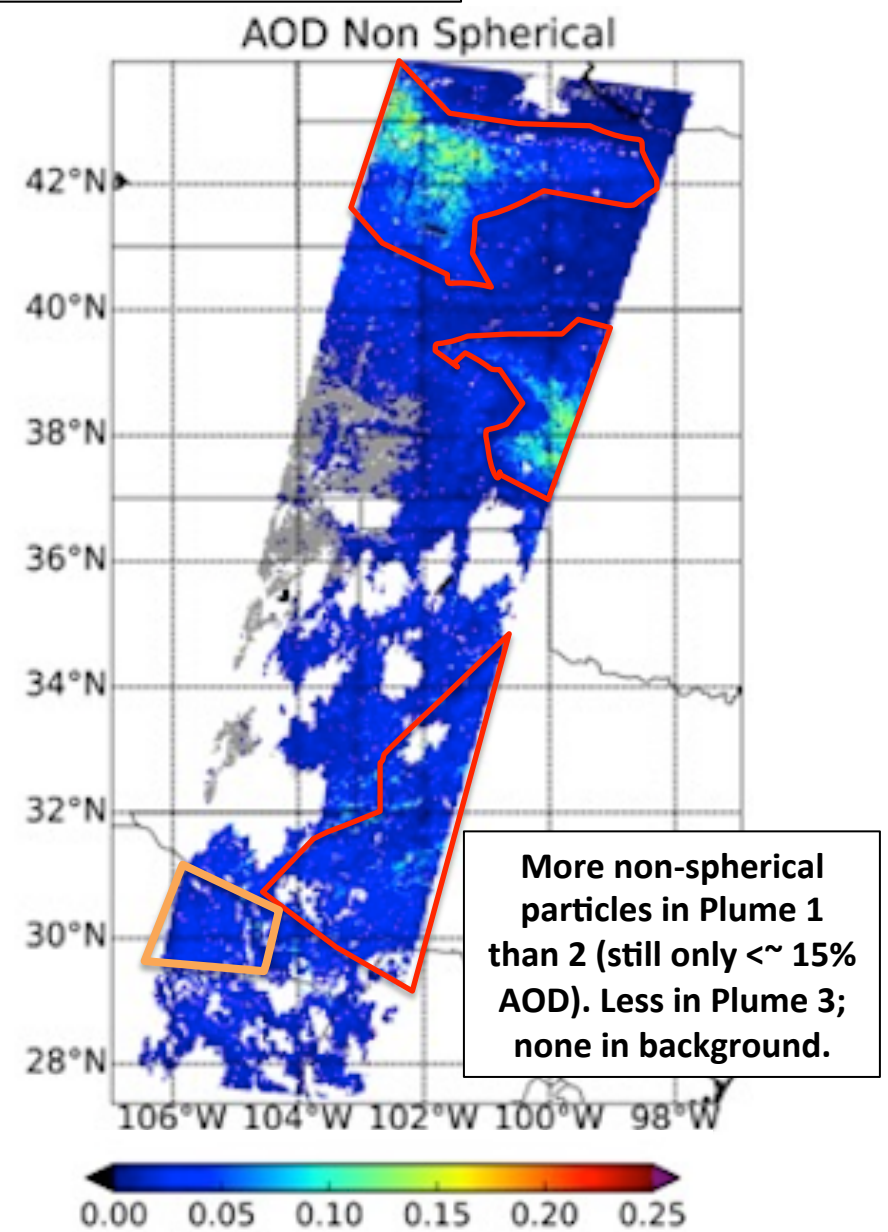 AOD Non Spherical
42°N
40°N
38°N
36°N
34°N
32°N
30°N
28°N
More non-spherical
particles in Plume 1
than 2 (still only <~ 15%
AOD). Less in Plume 3;
none in background.
106°W 104°W 102°W 100°W 98°W
0.00 0.05 0.10 0.15 0.20 0.25